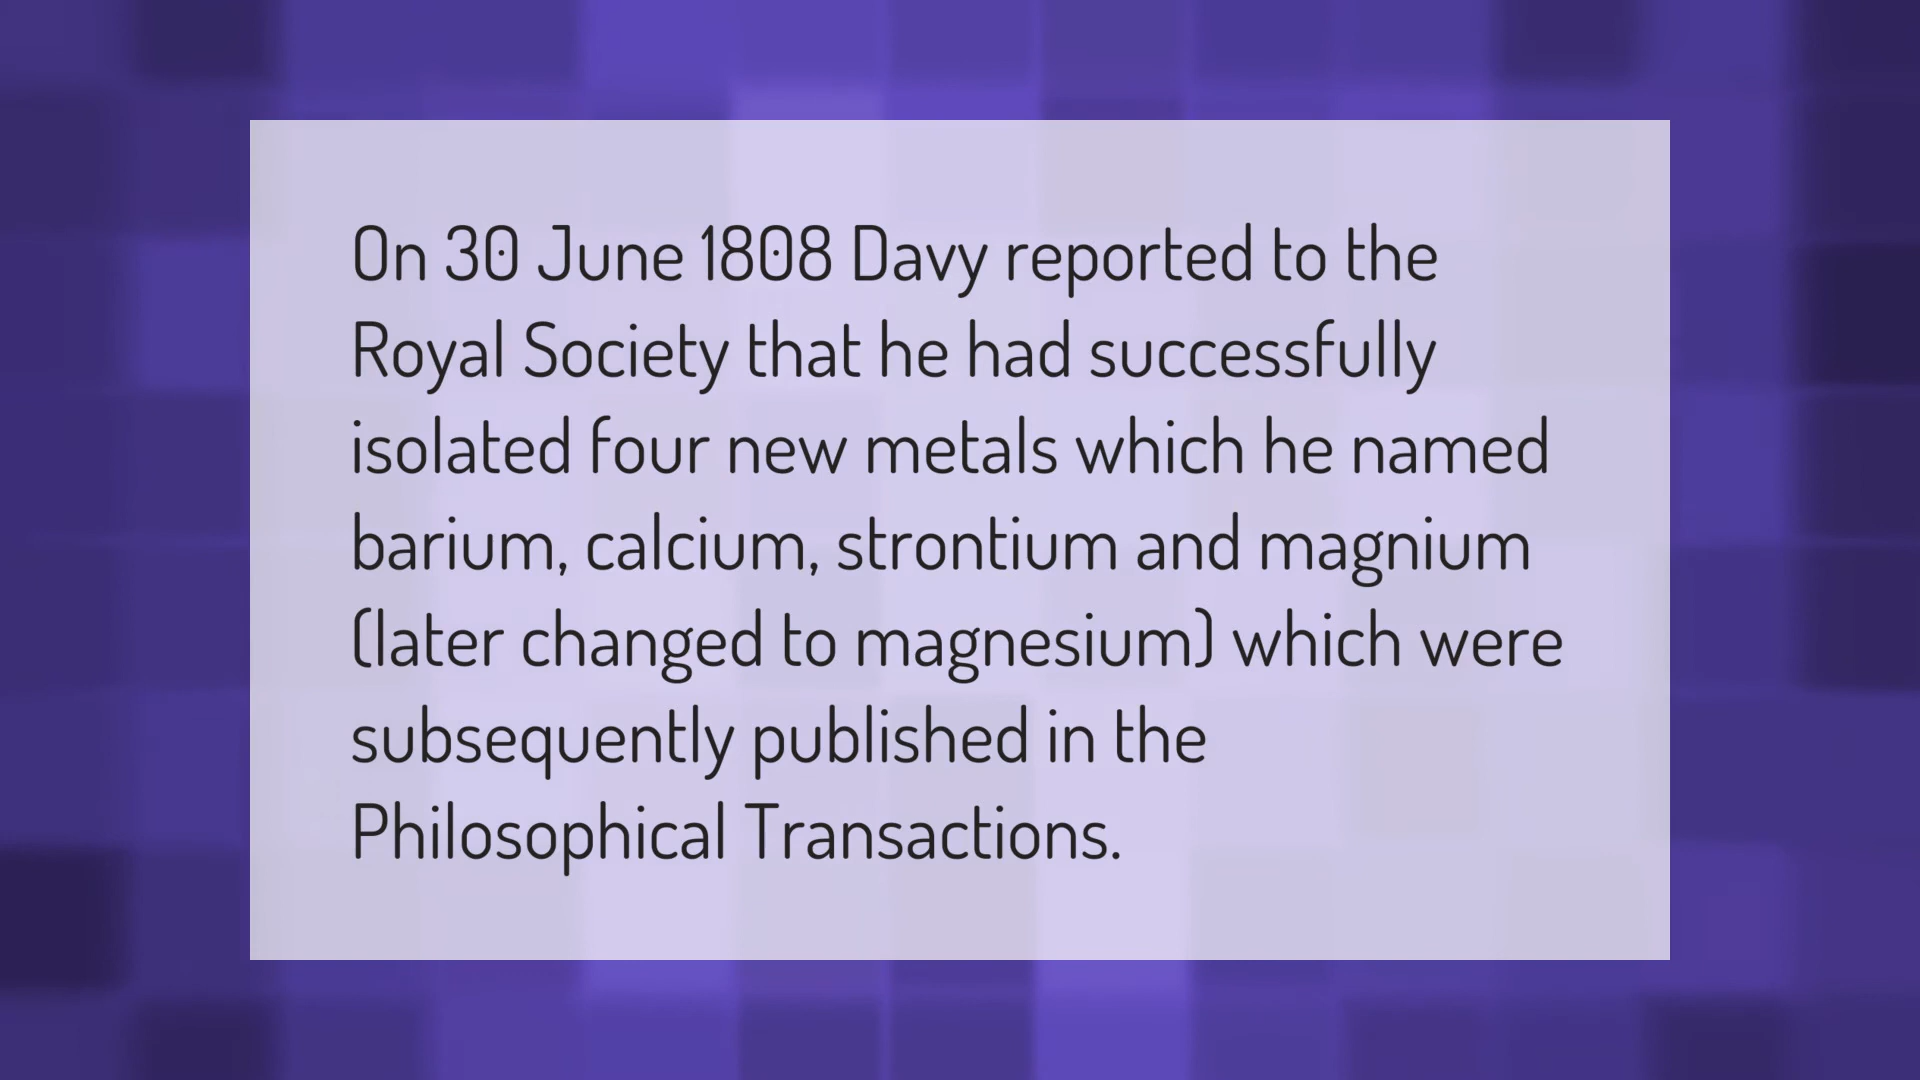 On 30 June 1808 Davy reported to the
Royal Society that he had successfully
isolated four new metals which he named
barium, calcium, strontium and magnium
(later changed to magnesium) which were
subsequently published in the
Philosophical Transactions.